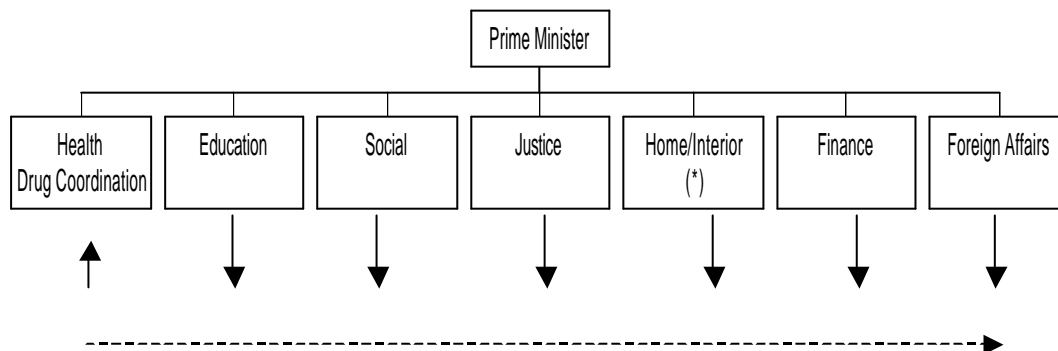 Prime Minister
Health
Drug Coordination
Education
Social
Justice
Home/Interior
(*)
Finance
Foreign Affairs